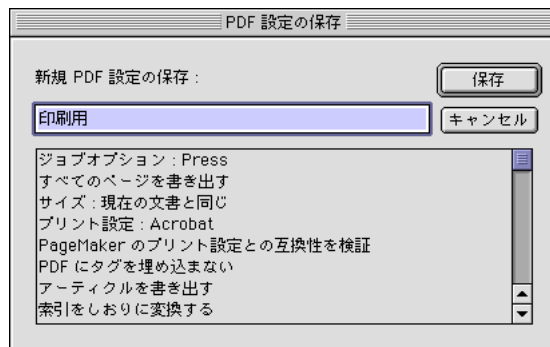 PDF 設定の保存
新規 PDF 設定の保存 :
保存
印刷用
キャンセル
ジョブオプション : Press
すべてのページを書き出す
サイズ : 現在の文書と同じ
プリント設定 : Acrobat
PageMaker のプリント設定との互換性を検証
PDF にタグを埋め込まない
アーティクルを書き出す
索引をしおりに変換する